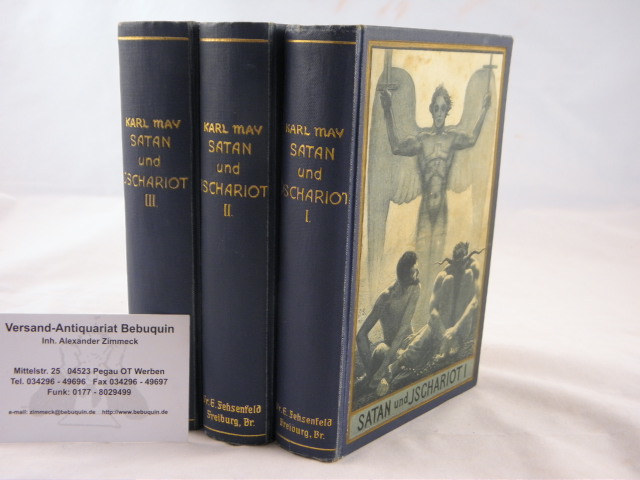 KARL MAY
SATAN
und
JSCHARIOT
III.
KARL MAY
SATAN
und
JSCHARIOT
II.
KARL MAY
SATAN
und
JSCHARIOT
I.
Fr. E. Fehsenfeld
Freiburg, Br.
Fr. E. Fehsenfeld
Freiburg, Br.
SATAN und JSCHARIOT I
Versand-Antiquariat Bebuquin
Inh. Alexander Zimmeck
Mittelstr. 25 04523 Pegau OT Werben
Tel. 034296 - 49696 Fax 034296 - 49697
Funk: 0177 - 8029499
e-mail: zimmeck@bebuquin.de http://www.bebuquin.de